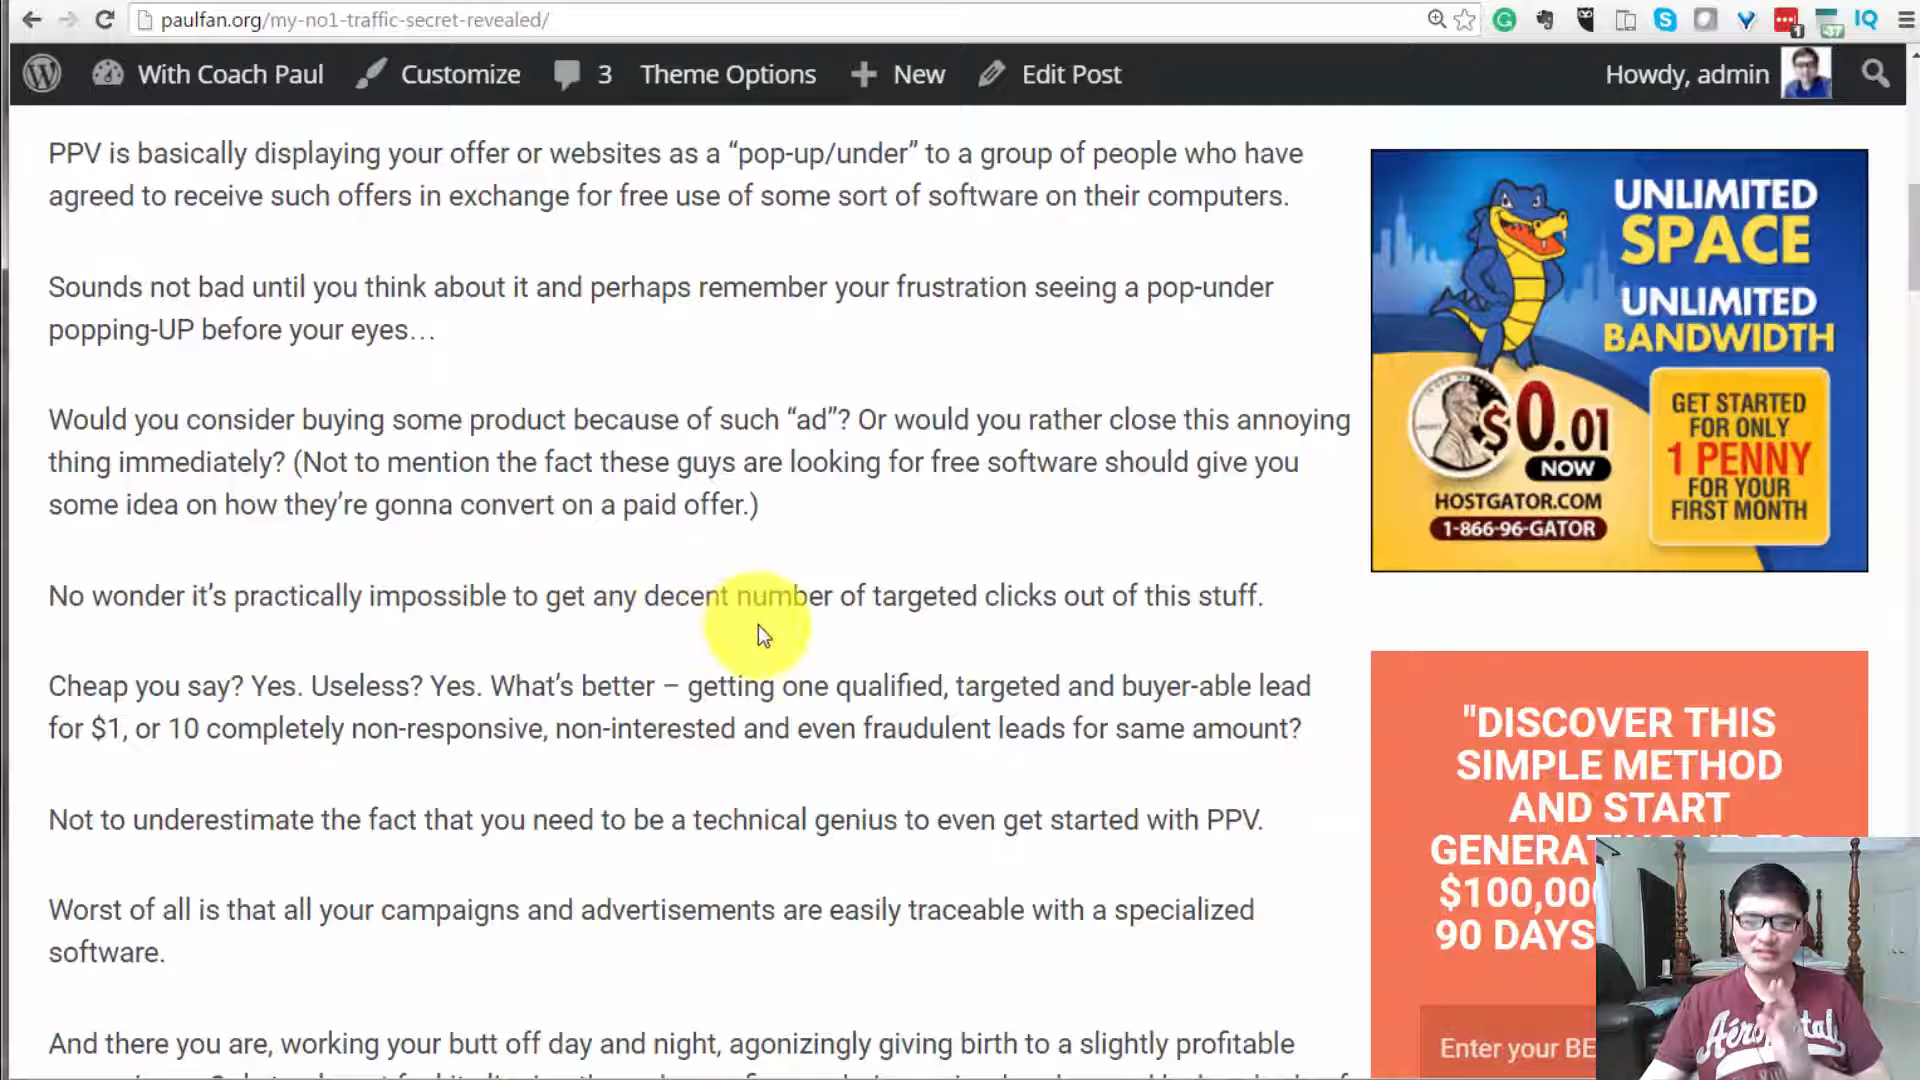 paulfan.org/my-no1-traffic-secret-revealed/
With Coach Paul Customize 3 Theme Options New Edit Post Howdy, admin
PPV is basically displaying your offer or websites as a “pop-up/under” to a group of people who have
agreed to receive such offers in exchange for free use of some sort of software on their computers.
Sounds not bad until you think about it and perhaps remember your frustration seeing a pop-under
popping-UP before your eyes…
Would you consider buying some product because of such “ad”? Or would you rather close this annoying
thing immediately? (Not to mention the fact these guys are looking for free software should give you
some idea on how they’re gonna convert on a paid offer.)
No wonder it’s practically impossible to get any decent number of targeted clicks out of this stuff.
Cheap you say? Yes. Useless? Yes. What’s better – getting one qualified, targeted and buyer-able lead
for $1, or 10 completely non-responsive, non-interested and even fraudulent leads for same amount?
Not to underestimate the fact that you need to be a technical genius to even get started with PPV.
Worst of all is that all your campaigns and advertisements are easily traceable with a specialized
software.
And there you are, working your butt off day and night, agonizingly giving birth to a slightly profitable
UNLIMITED
SPACE
UNLIMITED
BANDWIDTH
$0.01
NOW
HOSTGATOR.COM
1-866-96-GATOR
GET STARTED
FOR ONLY
1 PENNY
FOR YOUR
FIRST MONTH
"DISCOVER THIS
SIMPLE METHOD
AND START
$100,00
90 DAYS
Enter your BE
Aéropostal